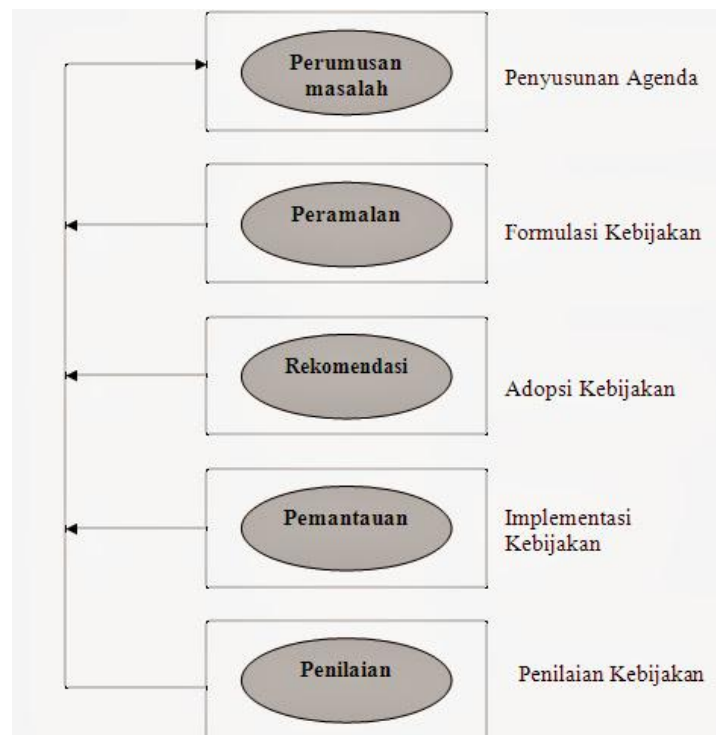 Perumusan
masalah
Penyusunan Agenda
Peramalan
Formulasi Kebijakan
Rekomendasi
Adopsi Kebijakan
Pemantauan
Implementasi
Kebijakan
Penilaian
Penilaian Kebijakan